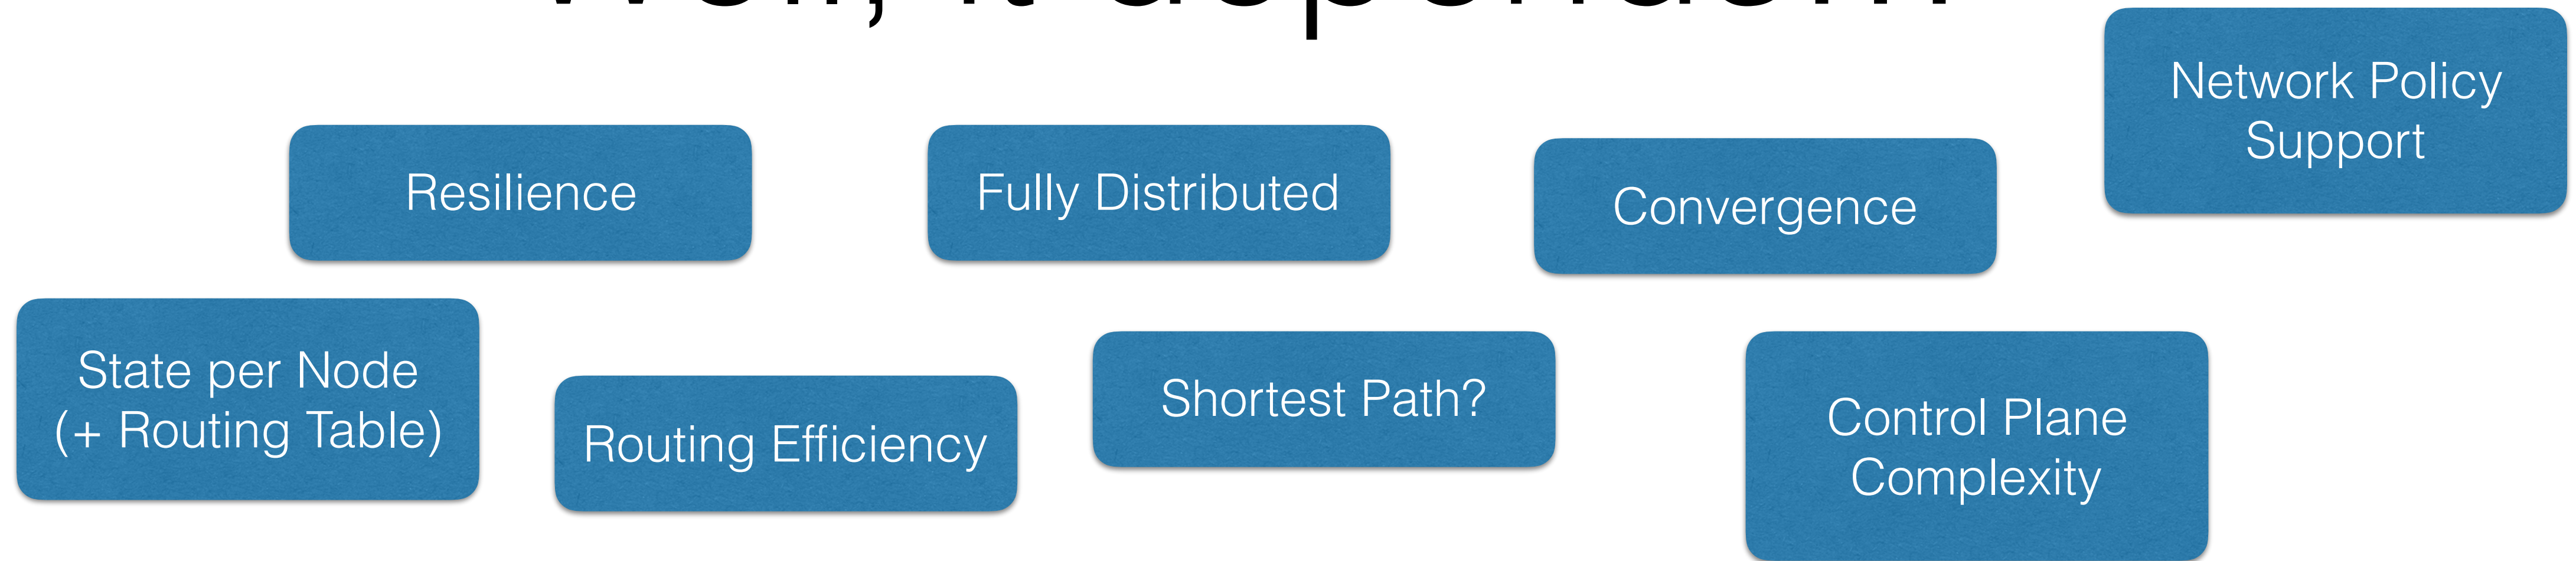 Network Policy
Support
Resilience
Fully Distributed
Convergence
State per Node
(+ Routing Table)
Routing Efficiency
Shortest Path?
Control Plane
Complexity